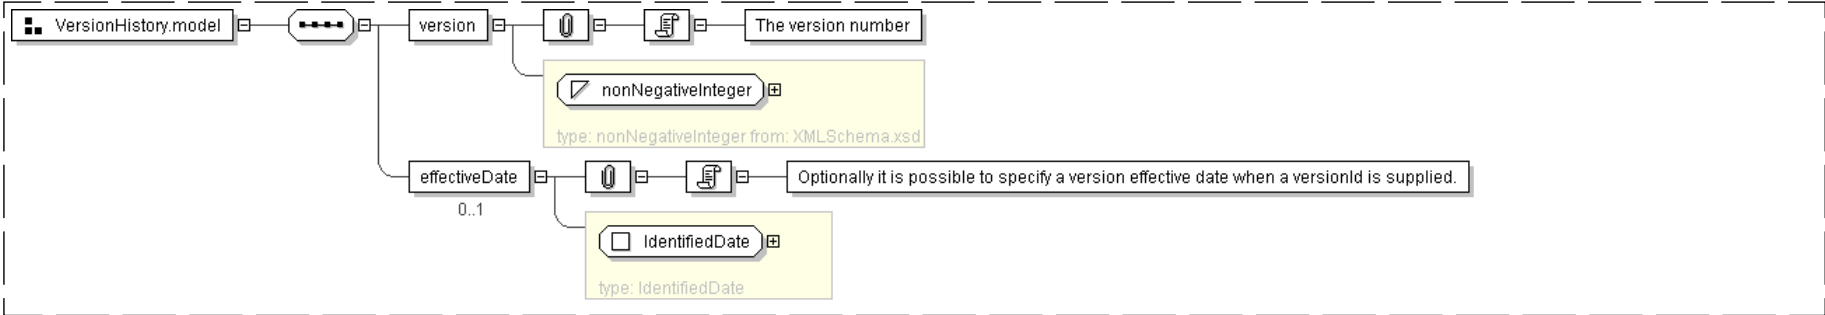 VersionHistory.model
version
The version number
nonNegativeInteger
type: nonNegativeInteger from: XMLSchema.xsd
effectiveDate
Optionally it is possible to specify a version effective date when a versionId is supplied.
0..1
IdentifiedDate
type: IdentifiedDate